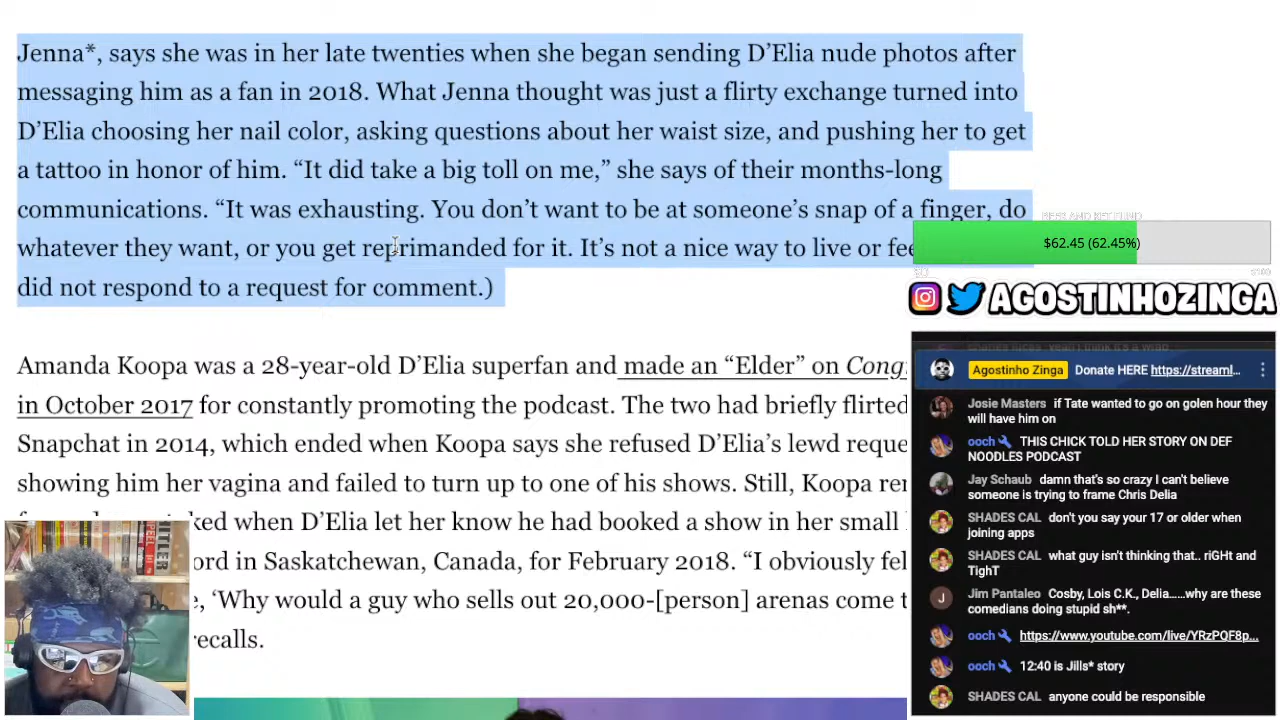 Jenna*, says she was in her late twenties when she began sending D’Elia nude photos after
messaging him as a fan in 2018. What Jenna thought was just a flirty exchange turned into
D’Elia choosing her nail color, asking questions about her waist size, and pushing her to get
a tattoo in honor of him. “It did take a big toll on me,” she says of their months-long
communications. “It was exhausting. You don’t want to be at someone’s snap of a finger, do
whatever they want, or you get reprimanded for it. It’s not a nice way to live or
did not respond to a request for comment.)
Amanda Koopa was a 28-year-old D’Elia superfan and made an “Elder” on
in October 2017 for constantly promoting the podcast. The two had briefly flirted
Snapchat in 2014, which ended when Koopa says she refused D’Elia’s lewd
showing him her vagina and failed to turn up to one of his shows. Still, Koopa
when D’Elia let her know he had booked a show in her small
in Saskatchewan, Canada, for February 2018. “I obviously
‘Why would a guy who sells out 20,000-[person] arenas come
recalls.
$62.45 (62.45%)
AGOSTINHOZINGA
Agostinho Zinga Donate HERE https://streaml...
Josie Masters if Tate wanted to go on golen hour they
will have him on
ooch THIS CHICK TOLD HER STORY ON DEF
NOODLES PODCAST
Jay Schaub damn that's so crazy I can't believe
someone is trying to frame Chris Delia
SHADES CAL don't you say your 17 or older when
joining apps
SHADES CAL what guy isn't thinking that.. riGHt and
TighT
J
Jim Pantaleo Cosby, Lois C.K., Delia......why are these
comedians doing stupid sh**.
ooch https://www.youtube.com/live/YRzPQF8p...
ooch 12:40 is Jills* story
SHADES CAL anyone could be responsible